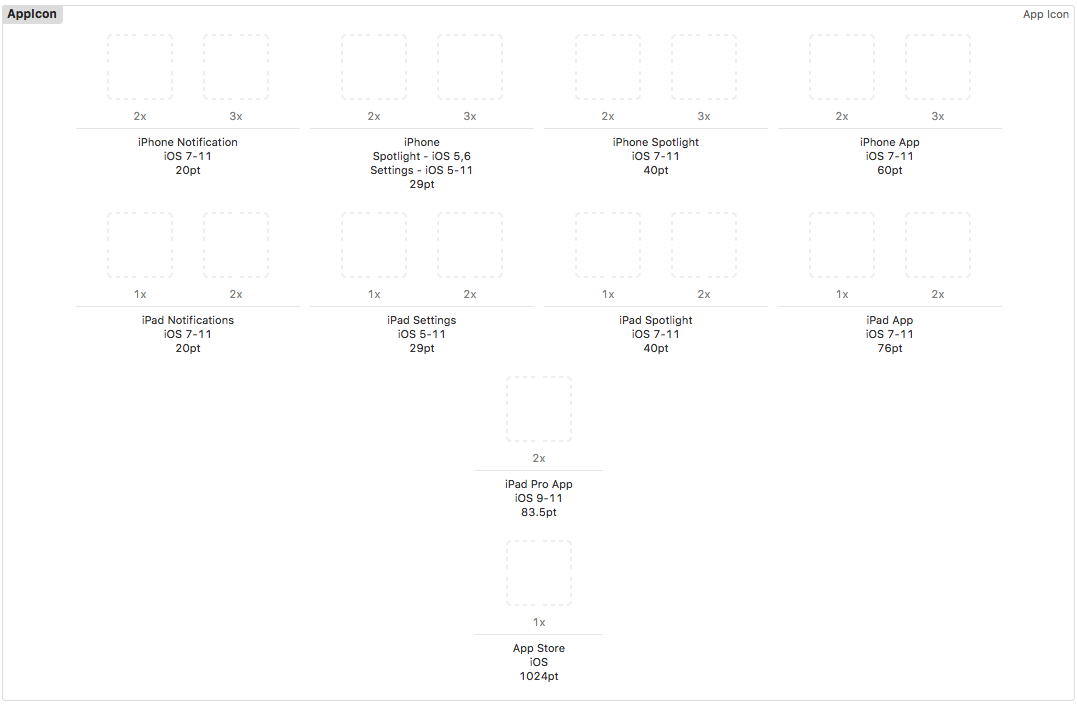 AppIcon
App Icon
2x 3x 2x 3x 2x 3x 2x 3x
iPhone Notification
iOS 7-11
20pt
iPhone
Spotlight - iOS 5,6
Settings - iOS 5-11
29pt
iPhone Spotlight
iOS 7-11
40pt
iPhone App
iOS 7-11
60pt
1x 2x 1x 2x 1x 2x 1x 2x
iPad Notifications
iOS 7-11
20pt
iPad Settings
iOS 5-11
29pt
iPad Spotlight
iOS 7-11
40pt
iPad App
iOS 7-11
76pt
2x
iPad Pro App
iOS 9-11
83.5pt
1x
App Store
iOS
1024pt